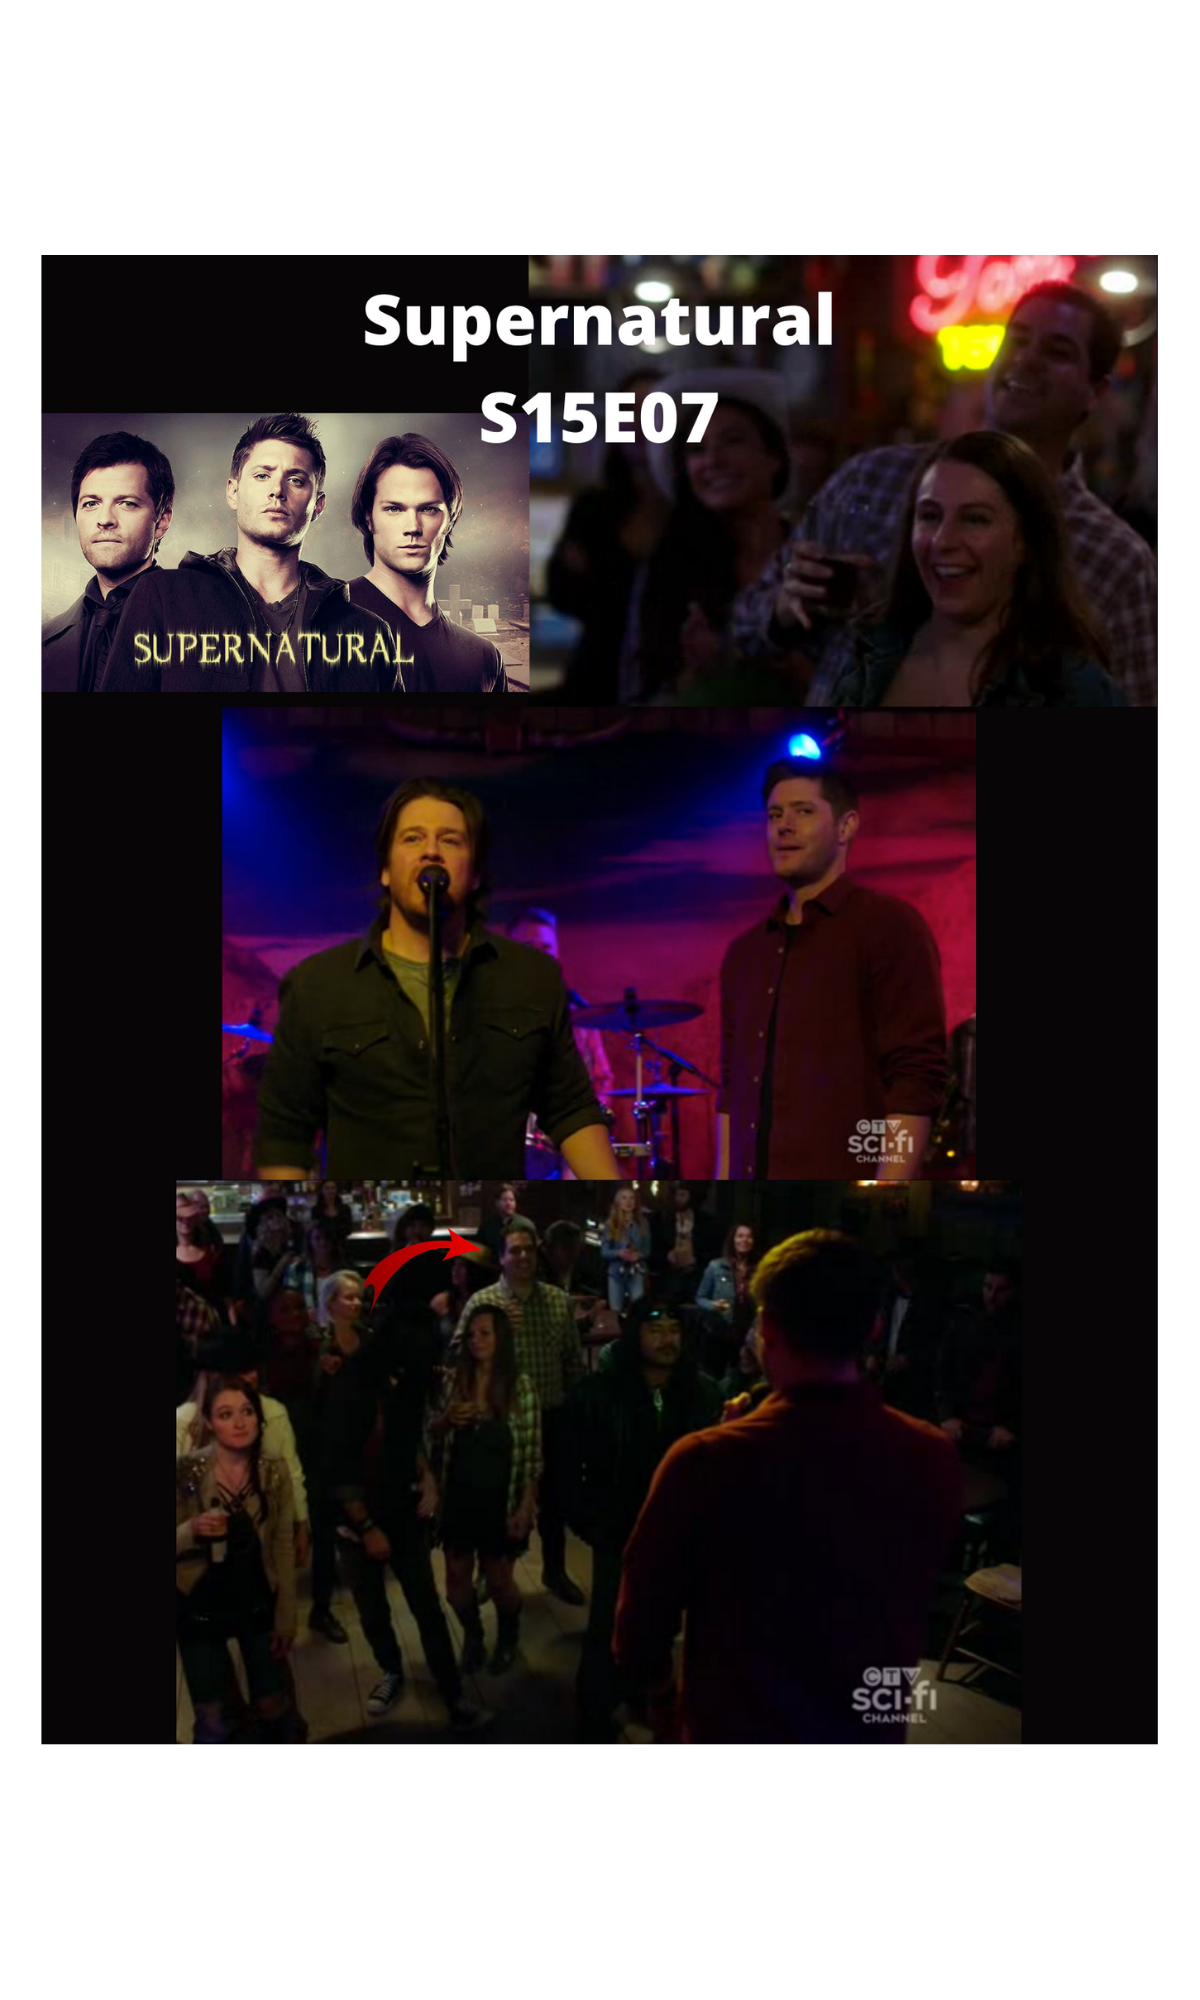 Supernatural
S15E07
SUPERNATURAL
CTV
SCI-FI
CHANNEL
CTV
SCI-FI
CHANNEL